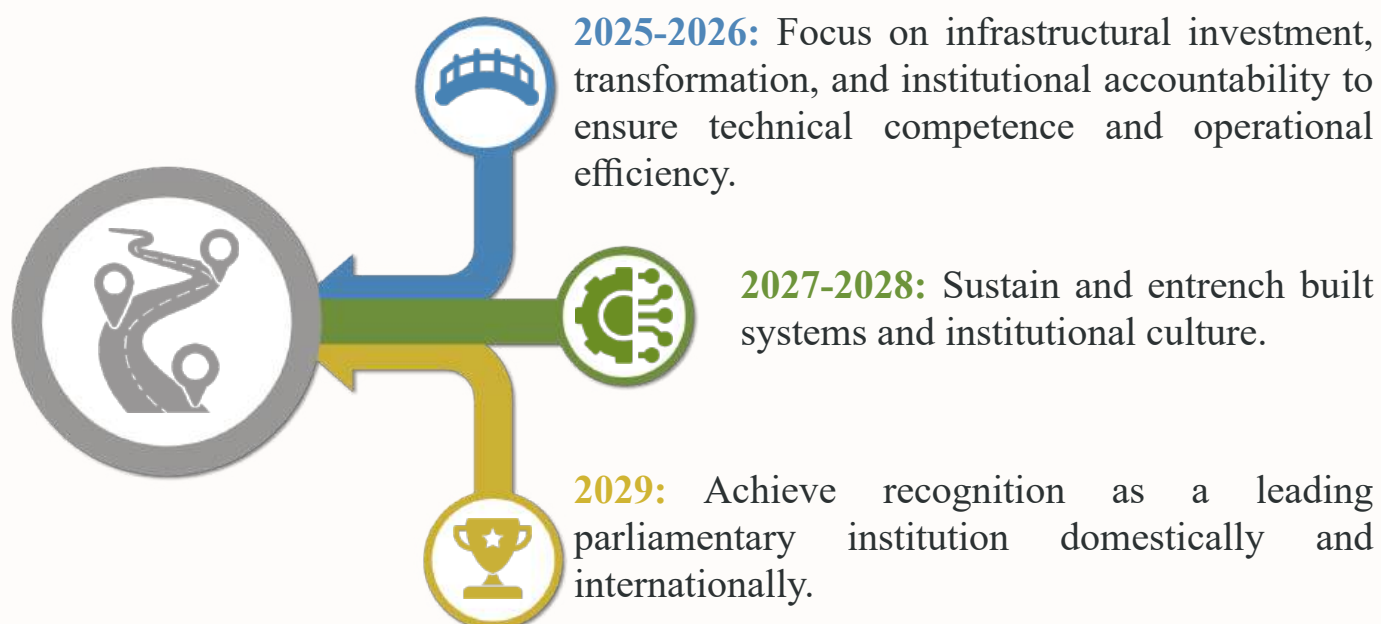 2025-2026: Focus on infrastructural investment,
transformation, and institutional accountability to
ensure technical competence and operational
efficiency.
2027-2028: Sustain and entrench built
systems and institutional culture.
2029: Achieve recognition as a leading
parliamentary institution domestically and
internationally.